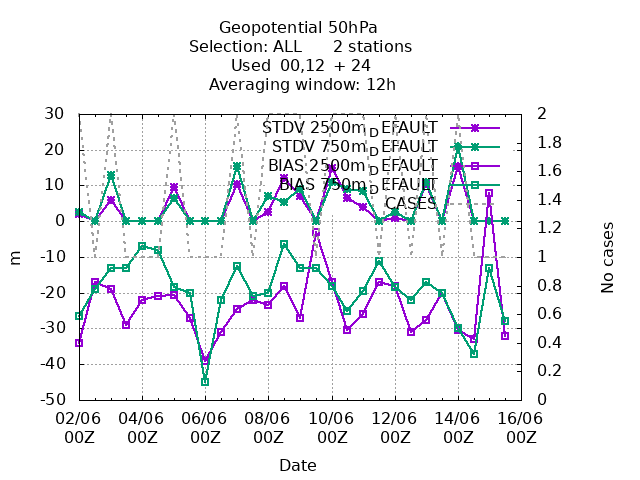 Geopotential 50hPa
Selection: ALL 2 stations
Used 00,12 + 24
Averaging window: 12h
STDV 2500m_DEFAULT
STDV 750m_DEFAULT
BIAS 2500m_DEFAULT
BIAS 750m_DEFAULT
CASES
30
20
10
0
-10
-20
-30
-40
-50
m
2
1.8
1.6
1.4
1.2
1
0.8
0.6
0.4
0.2
0
No cases
02/06 04/06 06/06 08/06 10/06 12/06 14/06 16/06
00Z 00Z 00Z 00Z 00Z 00Z 00Z 00Z
Date